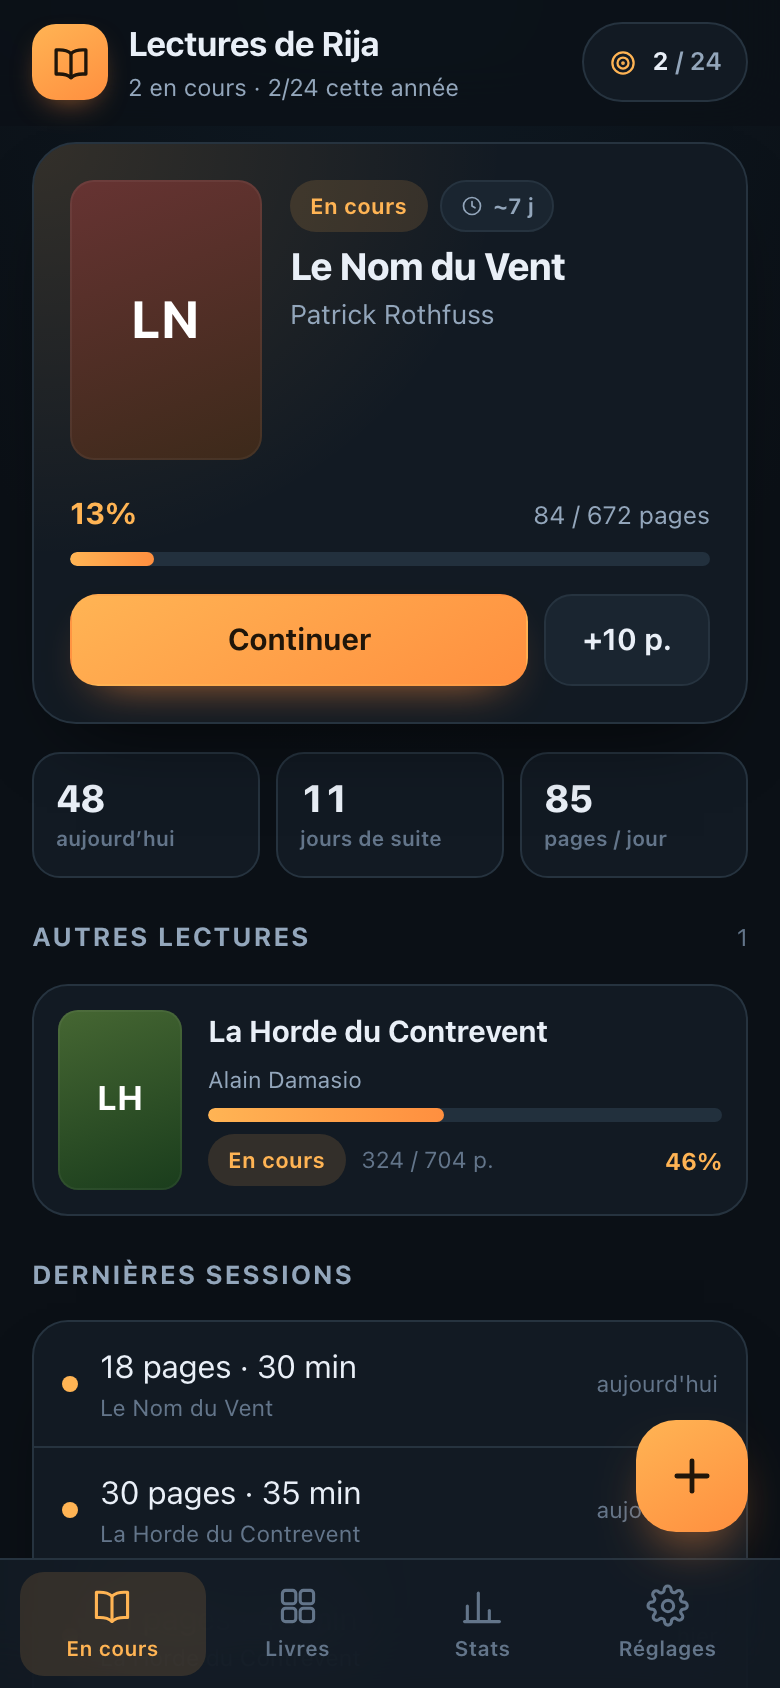 Lectures de Rija
2 en cours · 2/24 cette année
2 / 24
LN
En cours
~7 j
Le Nom du Vent
Patrick Rothfuss
13%
84 / 672 pages
Continuer
+10 p.
48
aujourd’hui
11
jours de suite
85
pages / jour
AUTRES LECTURES
1
LH
La Horde du Contrevent
Alain Damasio
En cours
324 / 704 p.
46%
DERNIÈRES SESSIONS
18 pages · 30 min
Le Nom du Vent
aujourd'hui
30 pages · 35 min
La Horde du Contrevent
En cours
Livres
Stats
Réglages